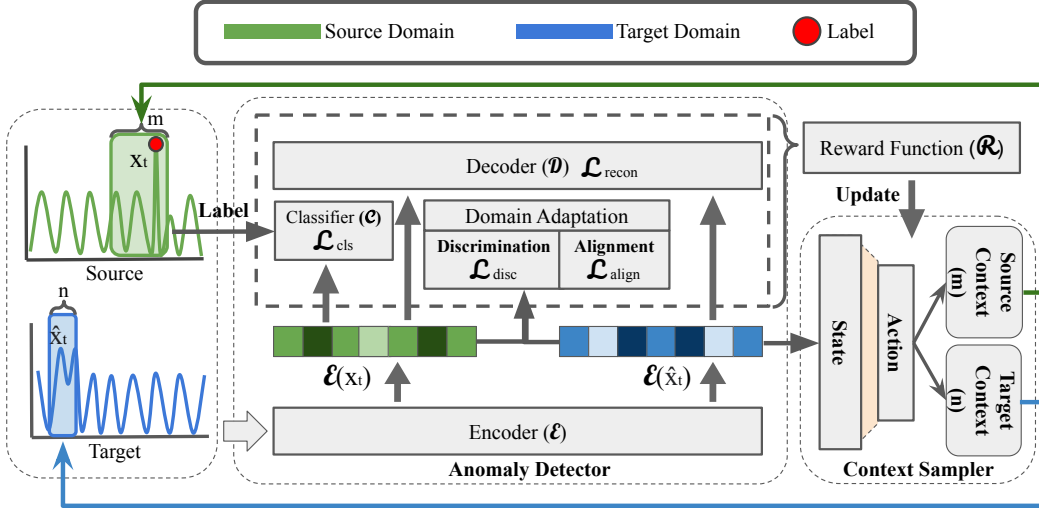 Source Domain
Target Domain
Label
m
xₜ
Source
n
x̂ₜ
Target
Label
Decoder (𝓓) 𝓛recon
Classifier (𝓒)
𝓛cls
Domain Adaptation
Discrimination
𝓛disc
Alignment
𝓛align
𝓔(xₜ)
𝓔(x̂ₜ)
Encoder (𝓔)
Anomaly Detector
Reward Function (𝓡)
Update
State
Action
Source
Context
(m)
Target
Context
(n)
Context Sampler